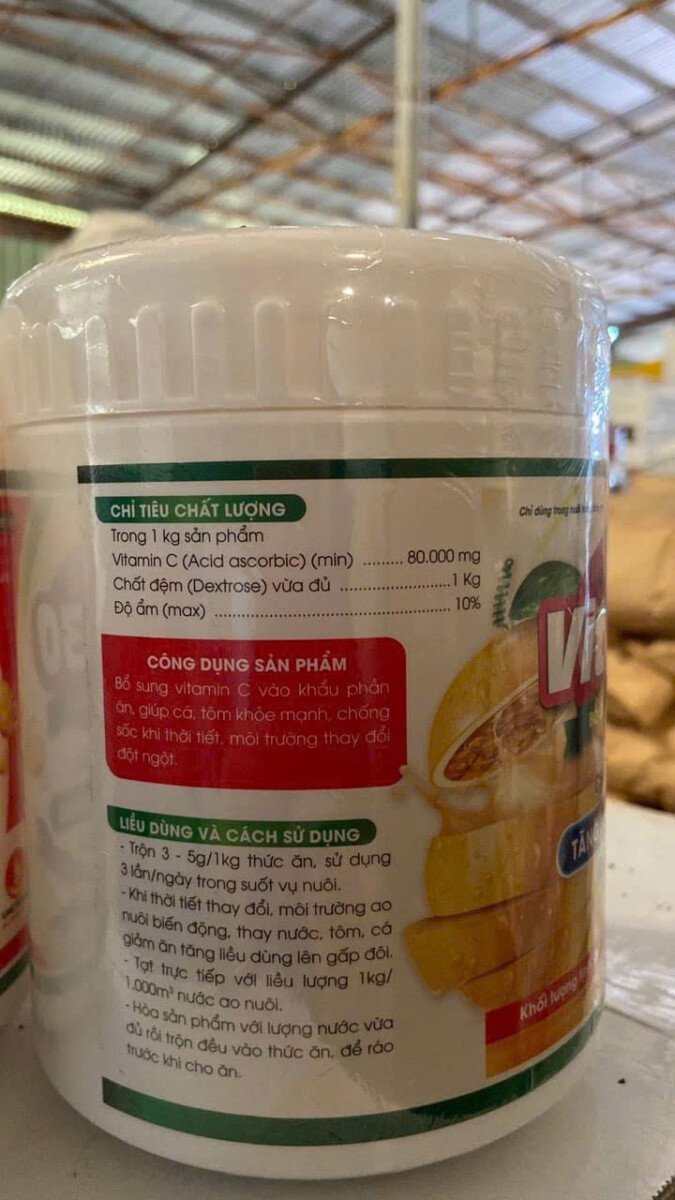 CHỈ TIÊU CHẤT LƯỢNG
Trong 1 kg sản phẩm
Vitamin C (Acid ascorbic) (min) ......... 80.000 mg
Chất đệm (Dextrose) vừa đủ ........................1 Kg
Độ ẩm (max) .................................................. 10%
CÔNG DỤNG SẢN PHẨM
Bổ sung vitamin C vào khẩu phần
ăn, giúp cá, tôm khỏe mạnh, chống
sốc khi thời tiết, môi trường thay đổi
đột ngột.
LIỀU DÙNG VÀ CÁCH SỬ DỤNG
- Trộn 3 - 5g/1kg thức ăn, sử dụng
3 lần/ngày trong suốt vụ nuôi.
- Khi thời tiết thay đổi, môi trường ao
nuôi biến động, thay nước, tôm, cá
giảm ăn tăng liều dùng lên gấp đôi.
- Tạt trực tiếp với liều lượng 1kg/
1.000m³ nước ao nuôi.
- Hòa sản phẩm với lượng nước vừa
đủ rồi trộn đều vào thức ăn, để ráo
trước khi cho ăn.
Chỉ dùng trong
Vi
TĂNG
Khối lượng
30